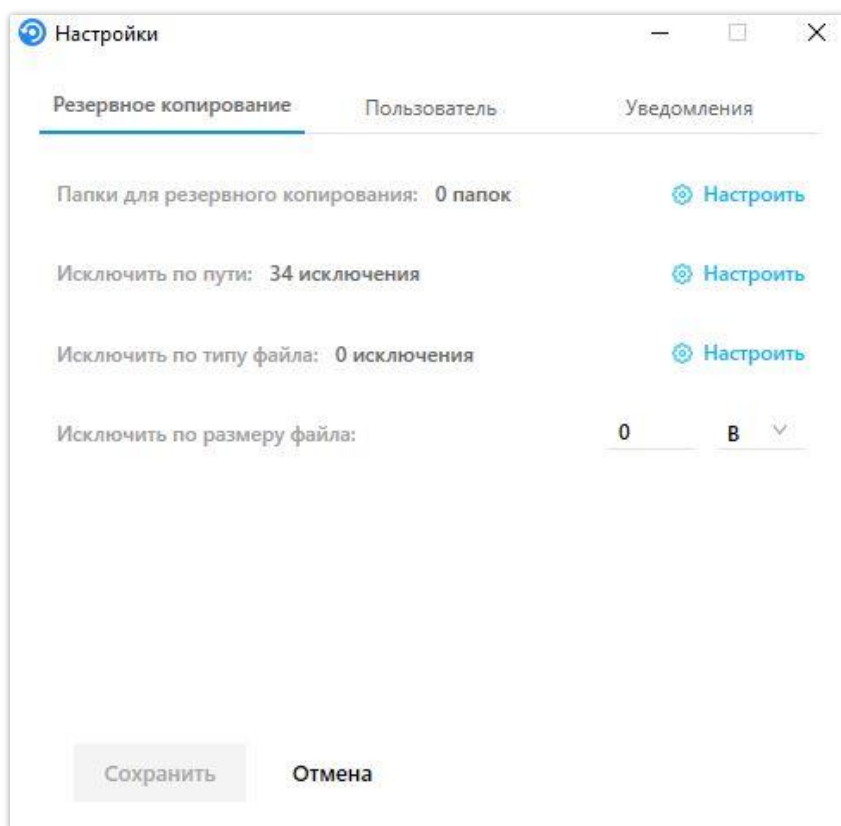 Настройки
Резервное копирование Пользователь Уведомления
Папки для резервного копирования: 0 папок Настроить
Исключить по пути: 34 исключения Настроить
Исключить по типу файла: 0 исключения Настроить
Исключить по размеру файла: 0 B
Сохранить Отмена